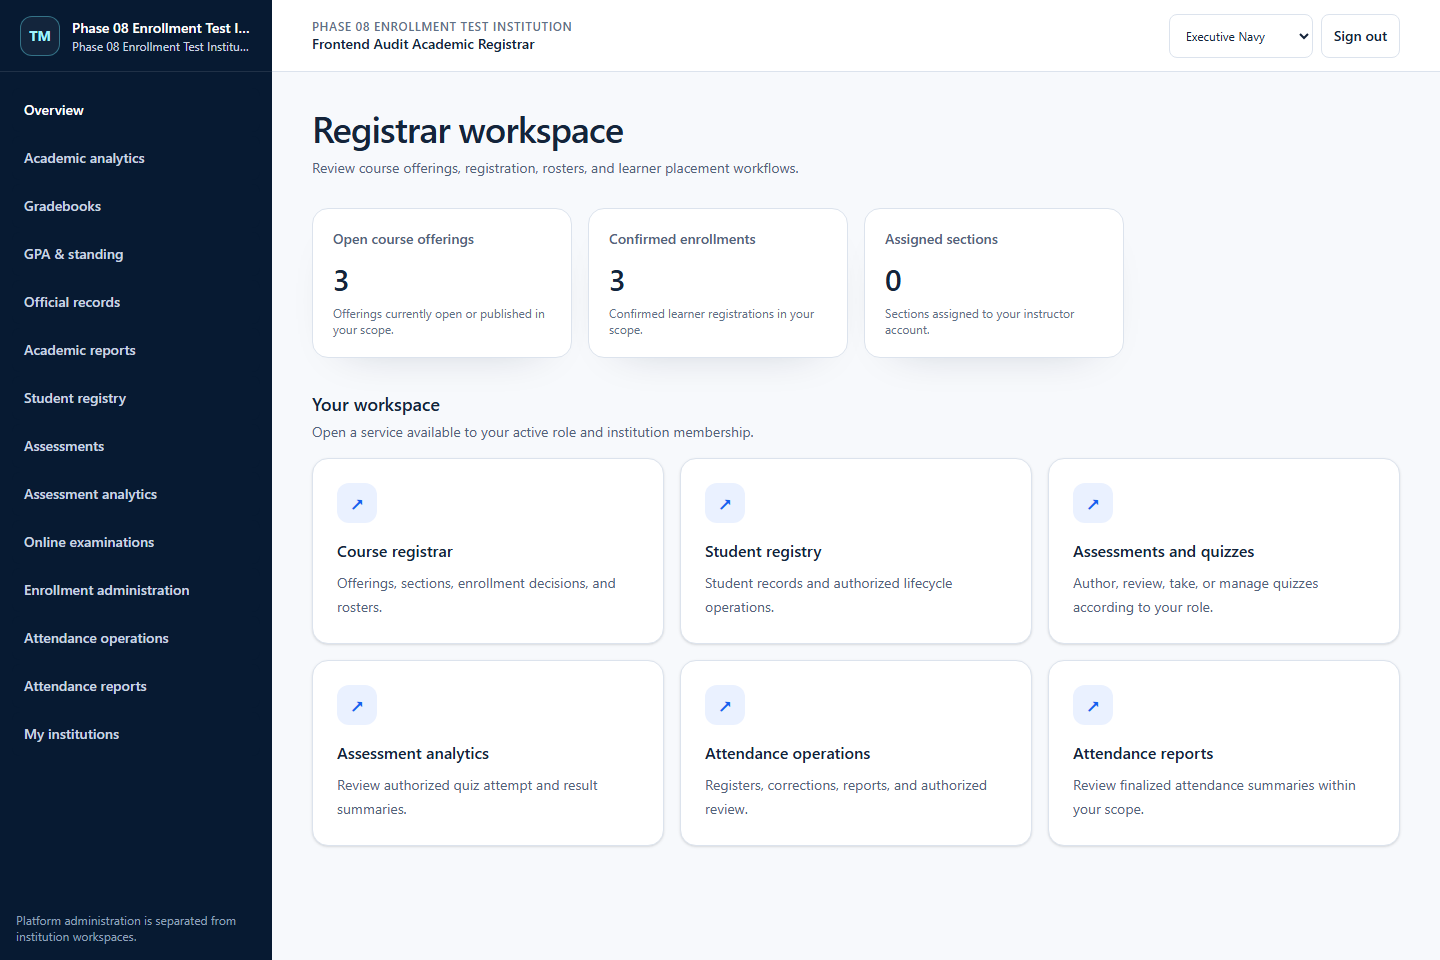 TM
Phase 08 Enrollment Test I...
Phase 08 Enrollment Test Institu...
PHASE 08 ENROLLMENT TEST INSTITUTION
Frontend Audit Academic Registrar
Executive Navy
Sign out
Overview
Academic analytics
Gradebooks
GPA & standing
Official records
Academic reports
Student registry
Assessments
Assessment analytics
Online examinations
Enrollment administration
Attendance operations
Attendance reports
My institutions
Platform administration is separated from
institution workspaces.
Registrar workspace
Review course offerings, registration, rosters, and learner placement workflows.
Open course offerings
3
Offerings currently open or published in
your scope.
Confirmed enrollments
3
Confirmed learner registrations in your
scope.
Assigned sections
0
Sections assigned to your instructor
account.
Your workspace
Open a service available to your active role and institution membership.
Course registrar
Offerings, sections, enrollment decisions, and
rosters.
Student registry
Student records and authorized lifecycle
operations.
Assessments and quizzes
Author, review, take, or manage quizzes
according to your role.
Assessment analytics
Review authorized quiz attempt and result
summaries.
Attendance operations
Registers, corrections, reports, and authorized
review.
Attendance reports
Review finalized attendance summaries within
your scope.